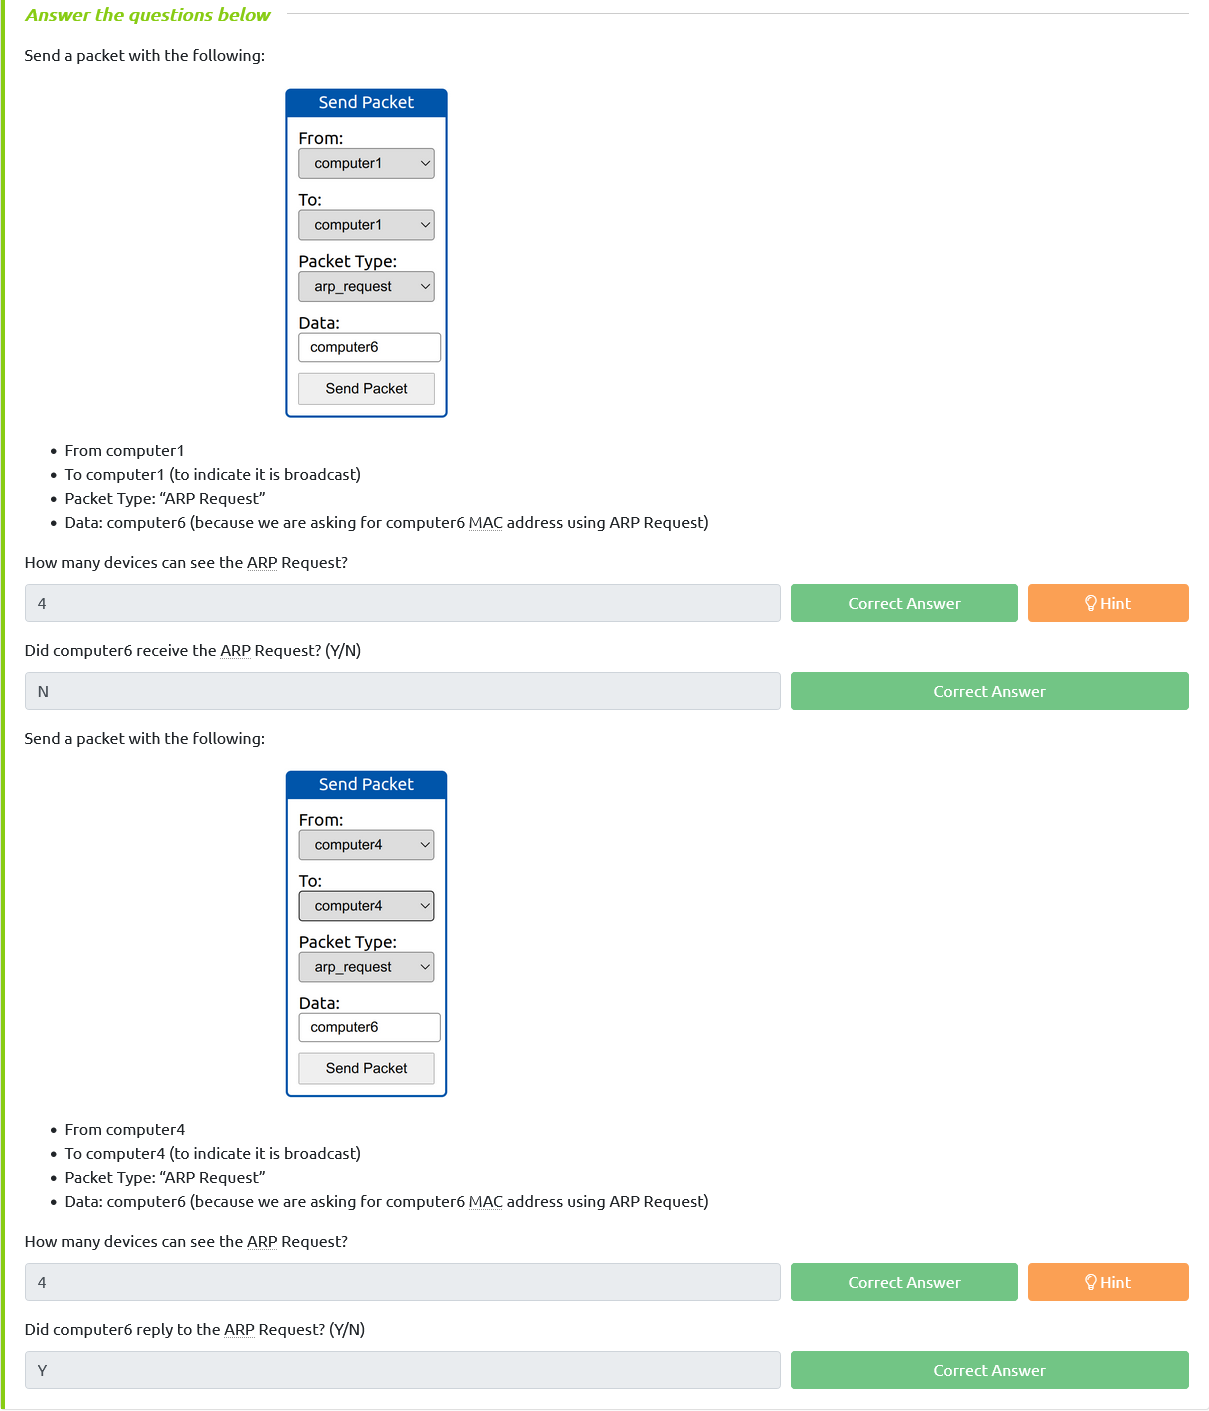 Answer the questions below
Send a packet with the following:
Send Packet
From:
computer1
To:
computer1
Packet Type:
arp_request
Data:
computer6
Send Packet
• From computer1
• To computer1 (to indicate it is broadcast)
• Packet Type: “ARP Request”
• Data: computer6 (because we are asking for computer6 MAC address using ARP Request)
How many devices can see the ARP Request?
4 Correct Answer Hint
Did computer6 receive the ARP Request? (Y/N)
N Correct Answer
Send a packet with the following:
Send Packet
From:
computer4
To:
computer4
Packet Type:
arp_request
Data:
computer6
Send Packet
• From computer4
• To computer4 (to indicate it is broadcast)
• Packet Type: “ARP Request”
• Data: computer6 (because we are asking for computer6 MAC address using ARP Request)
How many devices can see the ARP Request?
4 Correct Answer Hint
Did computer6 reply to the ARP Request? (Y/N)
Y Correct Answer